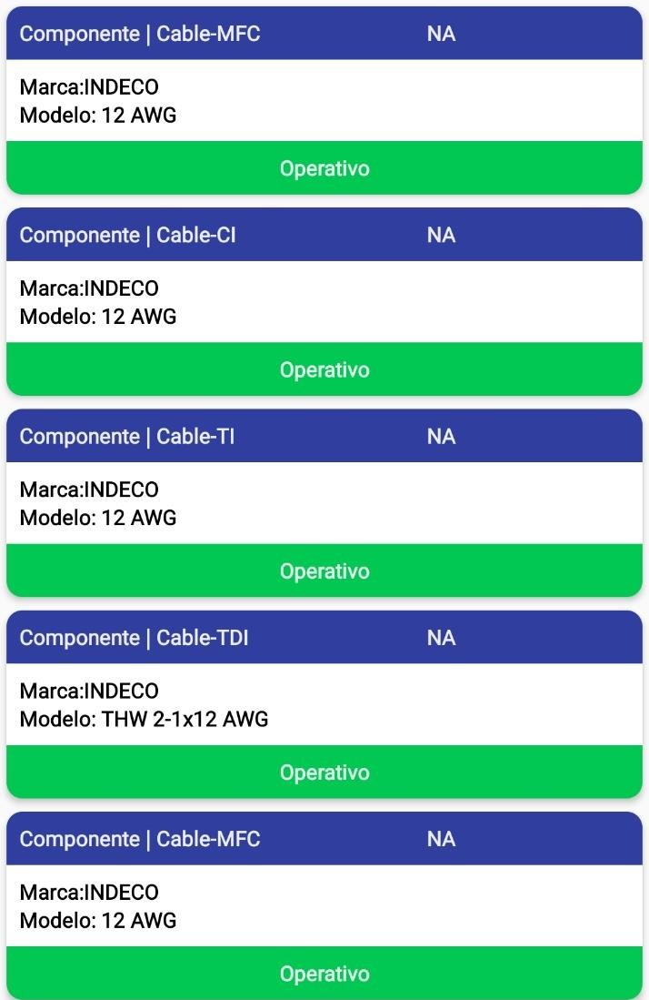 Componente | Cable-MFC NA
Marca:INDECO
Modelo: 12 AWG
Operativo
Componente | Cable-CI NA
Marca:INDECO
Modelo: 12 AWG
Operativo
Componente | Cable-TI NA
Marca:INDECO
Modelo: 12 AWG
Operativo
Componente | Cable-TDI NA
Marca:INDECO
Modelo: THW 2-1x12 AWG
Operativo
Componente | Cable-MFC NA
Marca:INDECO
Modelo: 12 AWG
Operativo